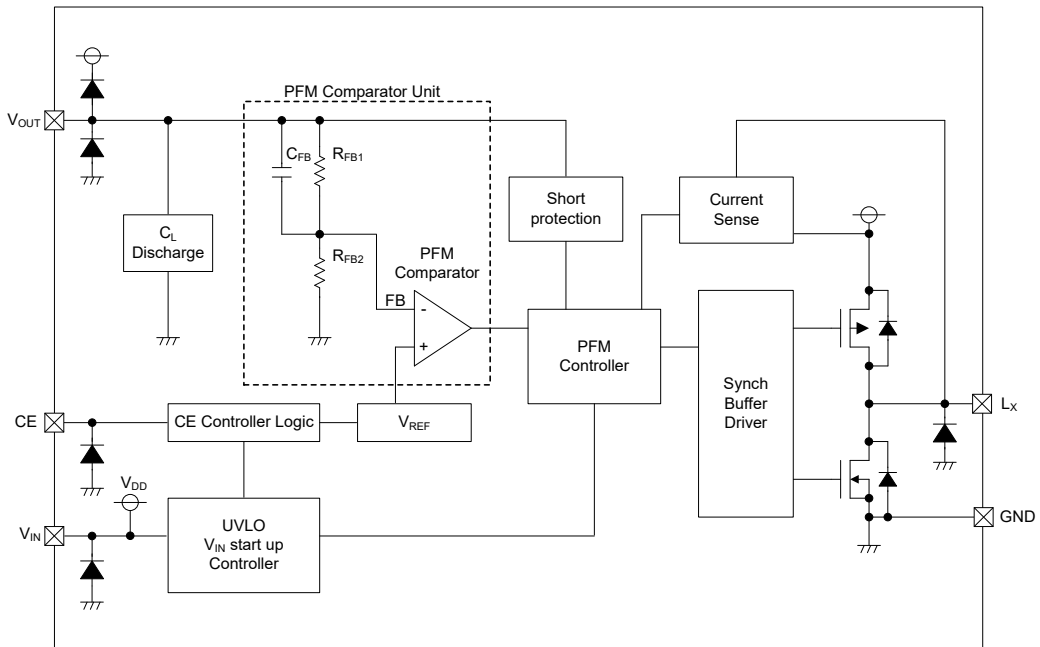 PFM Comparator Unit
VOUT
CFB
RFB1
Short
protection
Current
Sense
CL
Discharge
RFB2
PFM
Comparator
FB
-
+
PFM
Controller
Synch
Buffer
Driver
CE
CE Controller Logic
VREF
LX
VDD
VIN
UVLO
VIN start up
Controller
GND